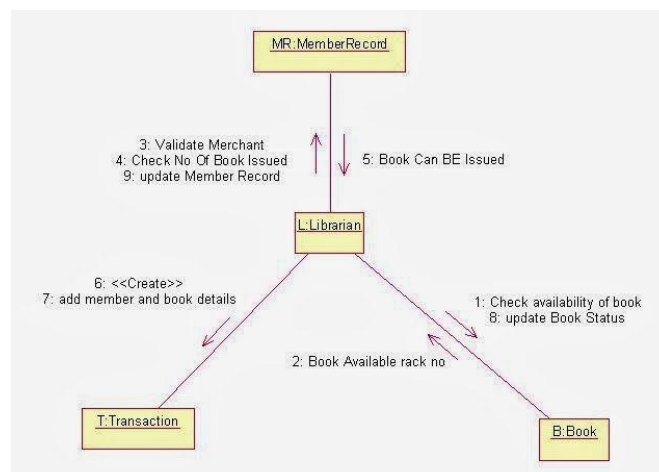 MR:MemberRecord
3: Validate Merchant
4: Check No Of Book Issued
9: update Member Record
5: Book Can BE Issued
L:Librarian
6: <<Create>>
7: add member and book details
1: Check availability of book
8: update Book Status
2: Book Available rack no
T:Transaction
B:Book